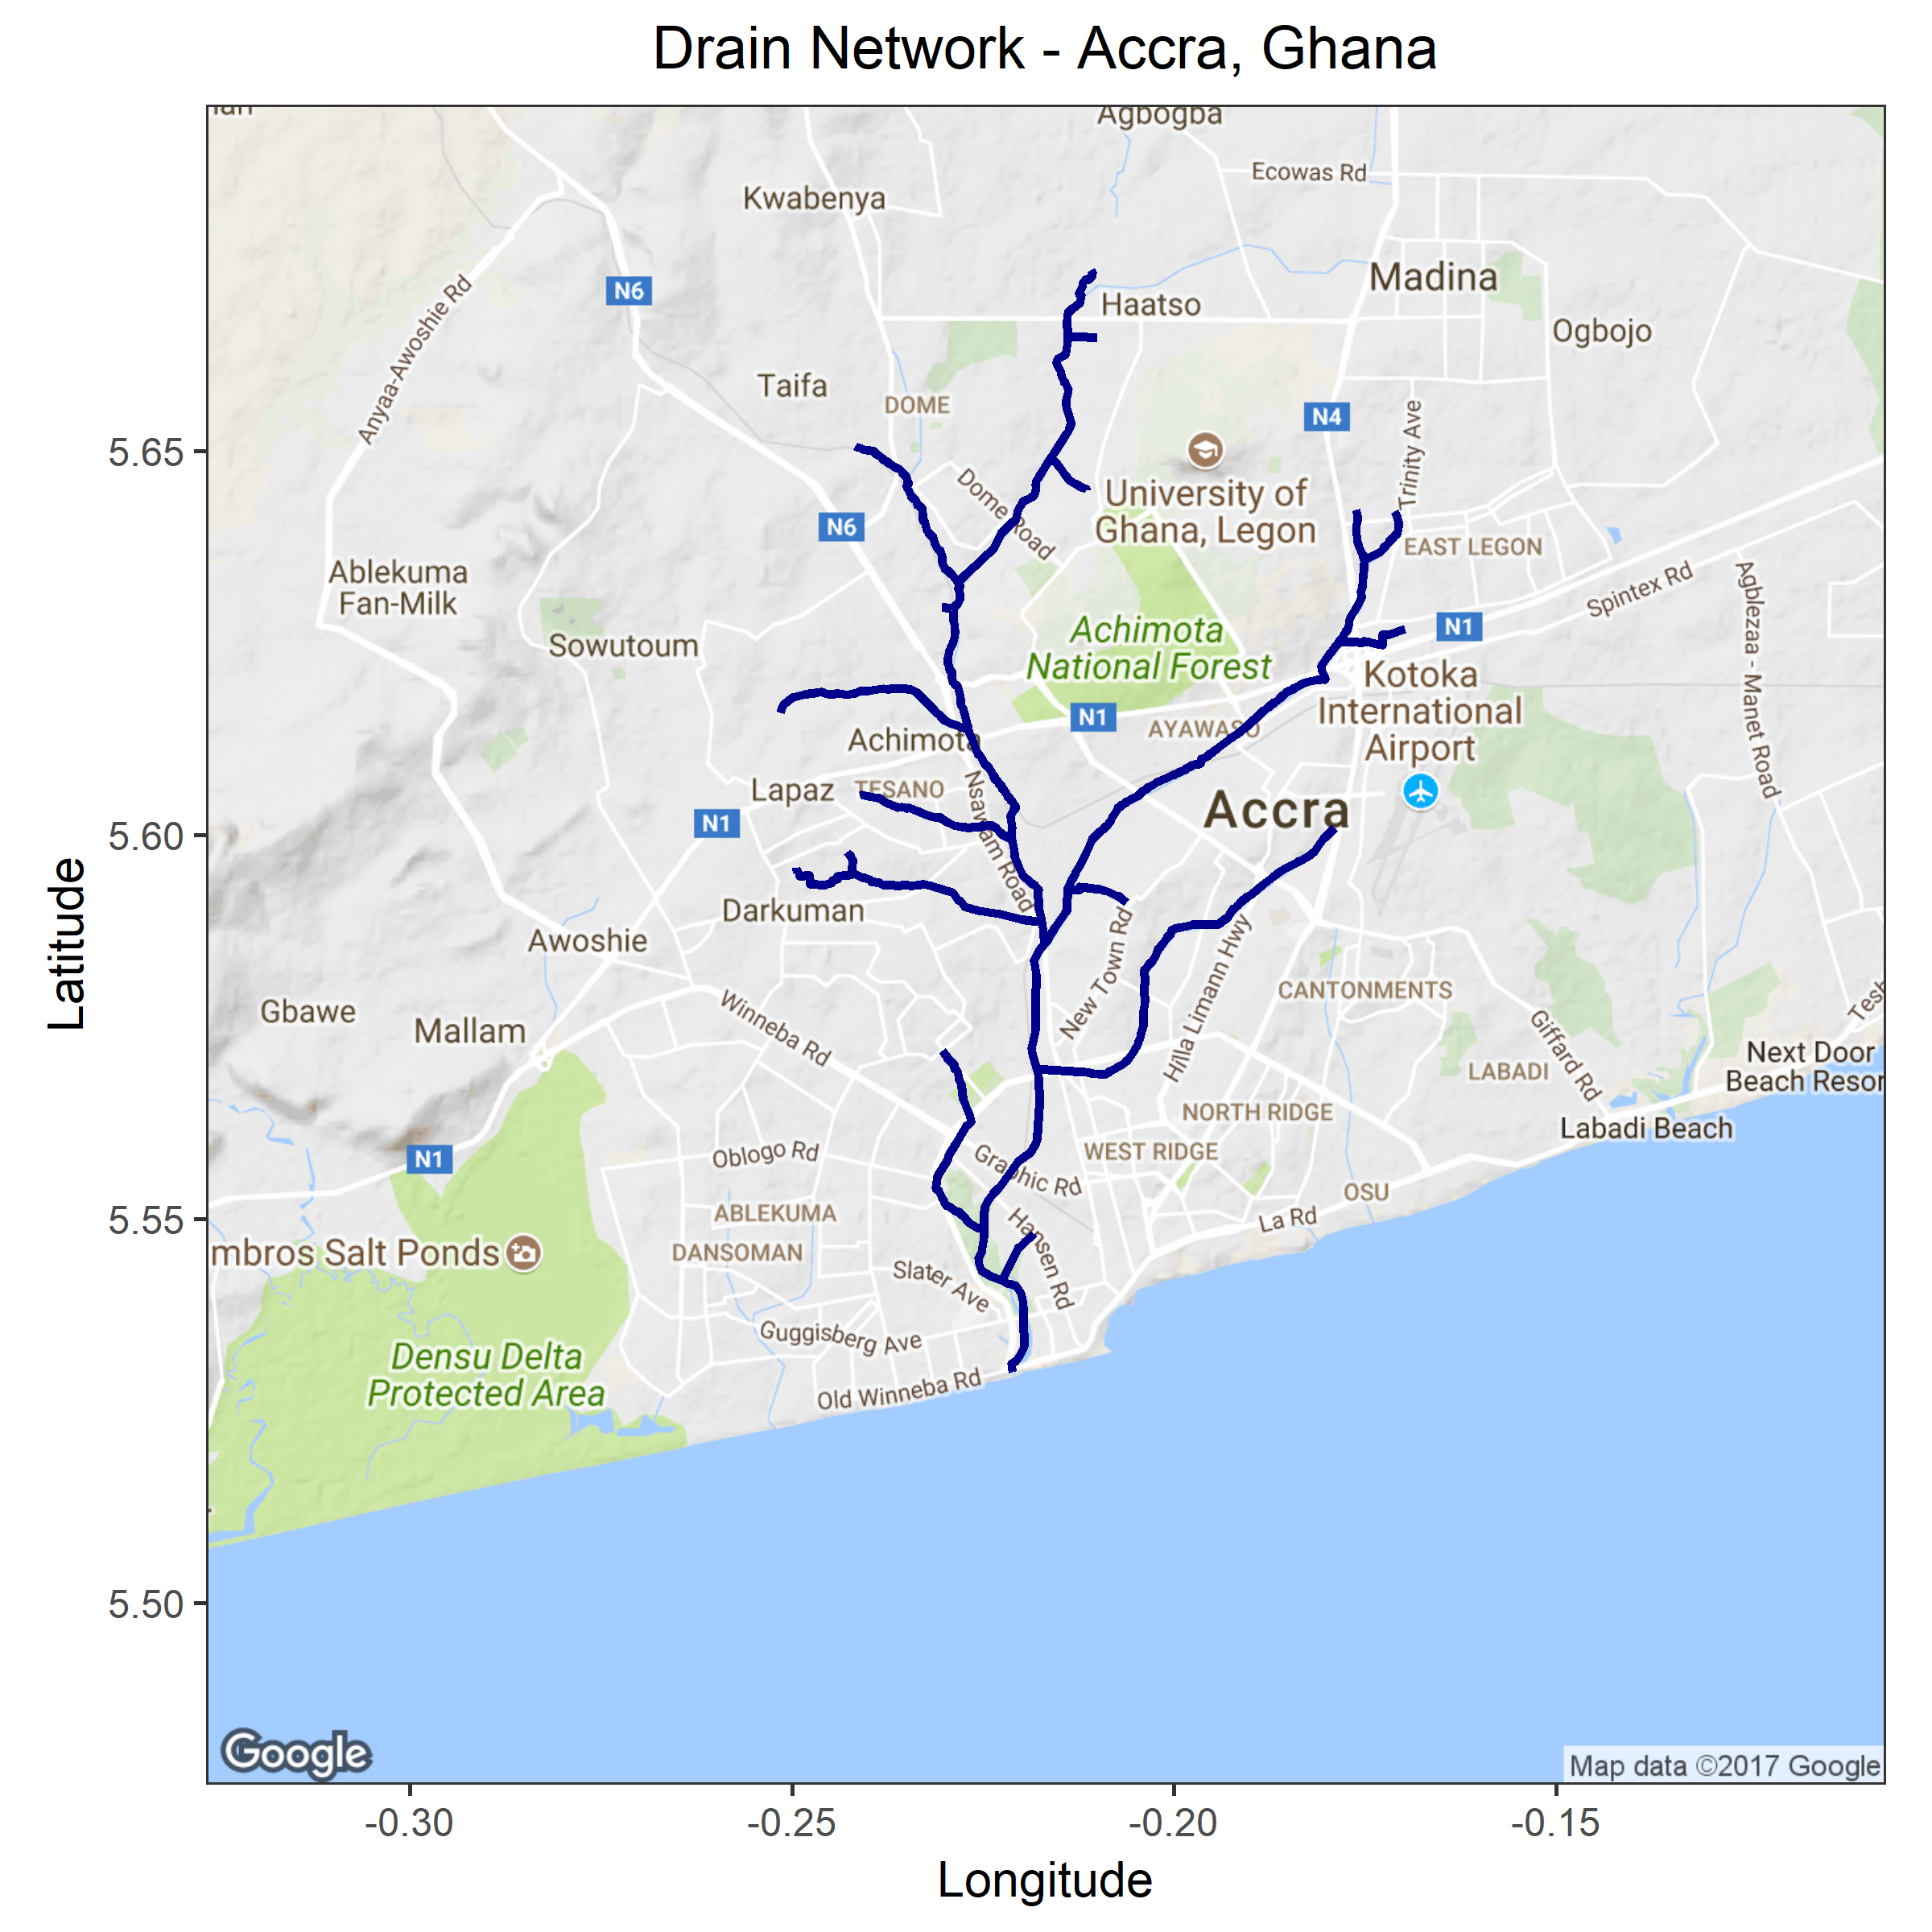 Drain Network - Accra, Ghana
Agbogba
Ecowas Rd
Kwabenya
Madina
Anyaa-Awoshie Rd
N6
Haatso
Ogbojo
Taifa
DOME
N4
Trinity Ave
5.65
Dome Road
University of
Ghana, Legon
N6
EAST LEGON
Ablekuma
Fan-Milk
Spintex Rd
Agblezaa - Manet Road
Sowutoum
Achimota
National Forest
N1
Kotoka
International
Airport
N1
AYAWASO
Achimota
Lapaz
TESANO
Nsawam Road
Accra
N1
5.60
Darkuman
Awoshie
New Town Rd
Hilla Limann Hwy
CANTONMENTS
Gbawe
Mallam
Winneba Rd
Giffard Rd
Next Door
Beach Resor
LABADI
NORTH RIDGE
Labadi Beach
N1
Oblogo Rd
Graphic Rd
WEST RIDGE
OSU
5.55
ABLEKUMA
La Rd
DANSOMAN
mbros Salt Ponds
Slater Ave
Hansen Rd
Guggisberg Ave
Densu Delta
Protected Area
Old Winneba Rd
5.50
Google
Map data ©2017 Google
-0.30
-0.25
-0.20
-0.15
Latitude
Longitude